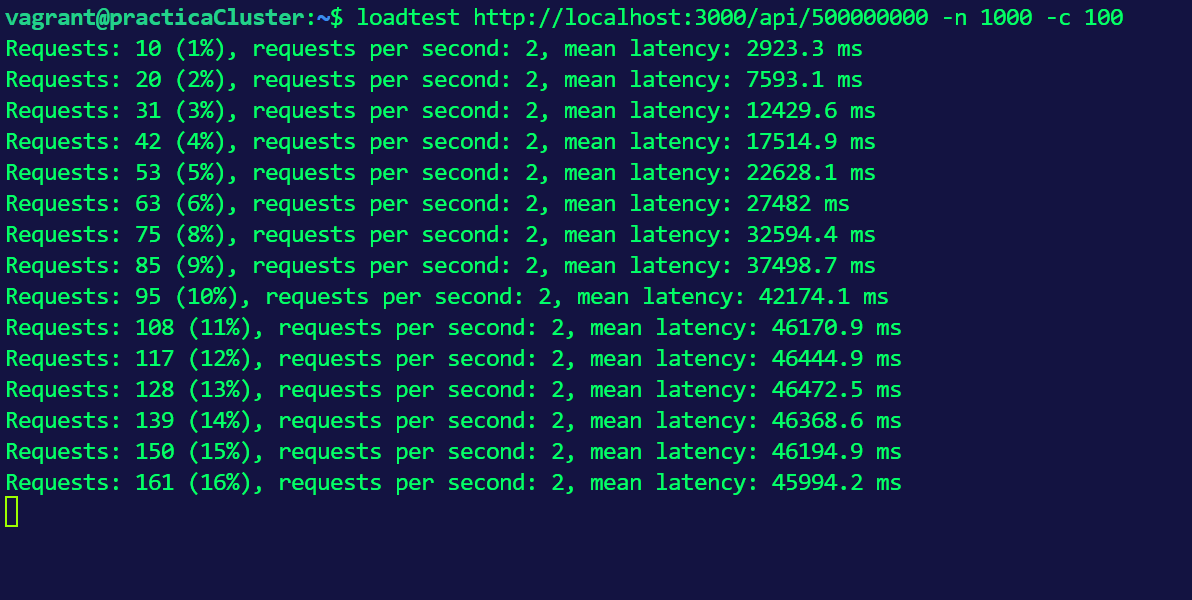 vagrant@practicaCluster:~$ loadtest http://localhost:3000/api/500000000 -n 1000 -c 100
Requests: 10 (1%), requests per second: 2, mean latency: 2923.3 ms
Requests: 20 (2%), requests per second: 2, mean latency: 7593.1 ms
Requests: 31 (3%), requests per second: 2, mean latency: 12429.6 ms
Requests: 42 (4%), requests per second: 2, mean latency: 17514.9 ms
Requests: 53 (5%), requests per second: 2, mean latency: 22628.1 ms
Requests: 63 (6%), requests per second: 2, mean latency: 27482 ms
Requests: 75 (8%), requests per second: 2, mean latency: 32594.4 ms
Requests: 85 (9%), requests per second: 2, mean latency: 37498.7 ms
Requests: 95 (10%), requests per second: 2, mean latency: 42174.1 ms
Requests: 108 (11%), requests per second: 2, mean latency: 46170.9 ms
Requests: 117 (12%), requests per second: 2, mean latency: 46444.9 ms
Requests: 128 (13%), requests per second: 2, mean latency: 46472.5 ms
Requests: 139 (14%), requests per second: 2, mean latency: 46368.6 ms
Requests: 150 (15%), requests per second: 2, mean latency: 46194.9 ms
Requests: 161 (16%), requests per second: 2, mean latency: 45994.2 ms